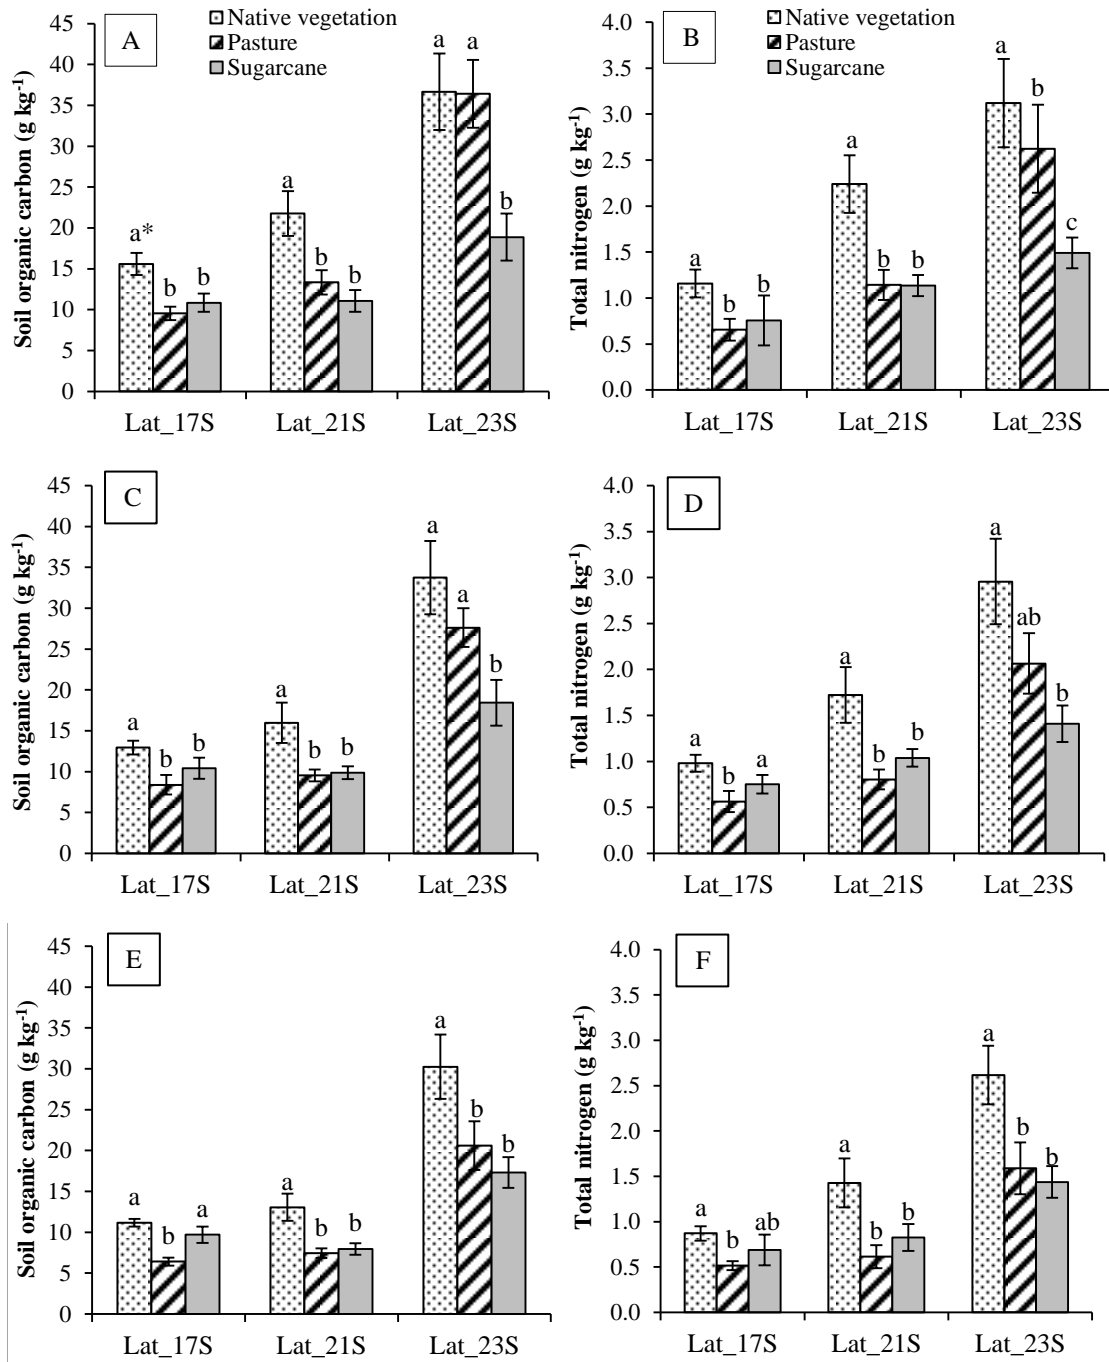 A
Native vegetation
Pasture
Sugarcane
Soil organic carbon (g kg⁻¹)
45
40
35
30
25
20
15
10
5
0
a*
b
b
a
b
b
a
a
b
Lat_17S
Lat_21S
Lat_23S
B
Native vegetation
Pasture
Sugarcane
Total nitrogen (g kg⁻¹)
4.0
3.5
3.0
2.5
2.0
1.5
1.0
0.5
0.0
a
b
b
a
b
b
a
b
c
Lat_17S
Lat_21S
Lat_23S
C
Soil organic carbon (g kg⁻¹)
45
40
35
30
25
20
15
10
5
0
a
b
b
a
b
b
a
a
b
Lat_17S
Lat_21S
Lat_23S
D
Total nitrogen (g kg⁻¹)
4.0
3.5
3.0
2.5
2.0
1.5
1.0
0.5
0.0
a
b
a
a
b
b
a
ab
b
Lat_17S
Lat_21S
Lat_23S
E
Soil organic carbon (g kg⁻¹)
45
40
35
30
25
20
15
10
5
0
a
b
a
a
b
b
a
b
b
Lat_17S
Lat_21S
Lat_23S
F
Total nitrogen (g kg⁻¹)
4.0
3.5
3.0
2.5
2.0
1.5
1.0
0.5
0.0
a
b
ab
a
b
b
a
b
b
Lat_17S
Lat_21S
Lat_23S